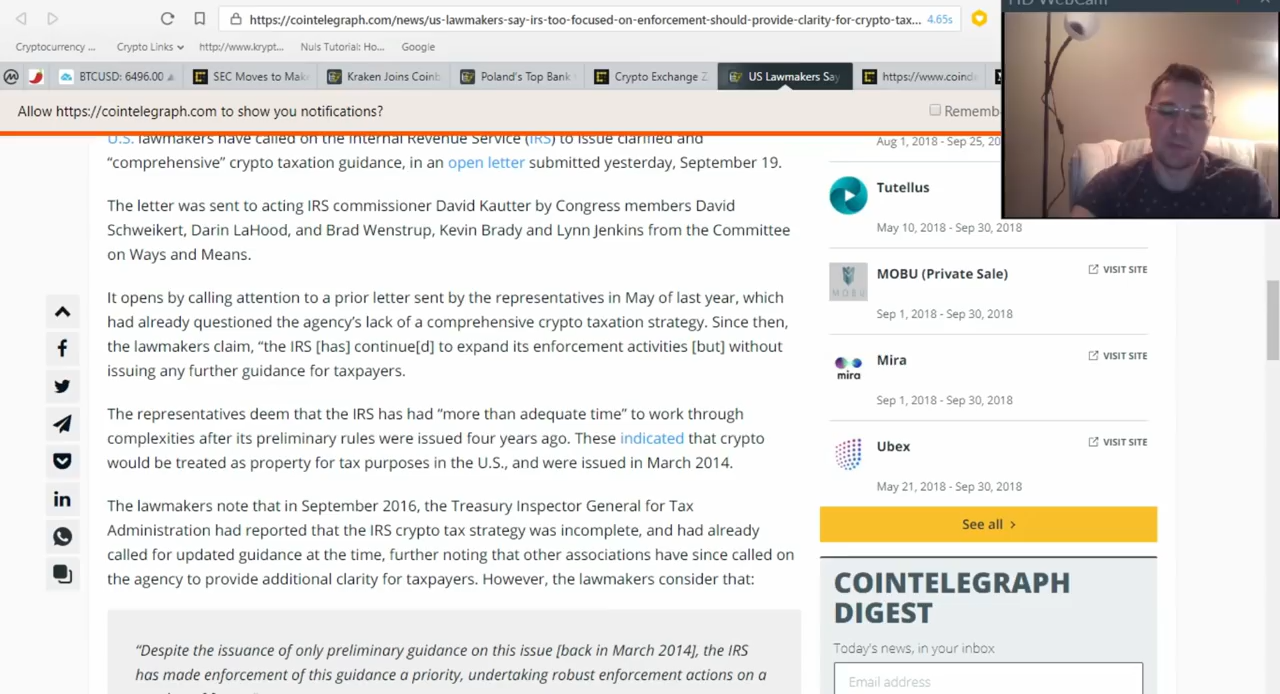 HD WebCam
https://cointelegraph.com/news/us-lawmakers-say-irs-too-focused-on-enforcement-should-provide-clarity-for-crypto-tax... 4.65s
Cryptocurrency ... Crypto Links http://www.krypt... Nuis Tutorial: Ho... Google
BTCUSD: 6496.00 SEC Moves to Make Kraken Joins Coinb Poland's Top Bank Crypto Exchange Z US Lawmakers Say https://www.coind
Allow https://cointelegraph.com to show you notifications? Rememb
U.S. lawmakers have called on the Internal Revenue Service (IRS) to issue clarified and
“comprehensive” crypto taxation guidance, in an open letter submitted yesterday, September 19.
The letter was sent to acting IRS commissioner David Kautter by Congress members David
Schweikert, Darin LaHood, and Brad Wenstrup, Kevin Brady and Lynn Jenkins from the Committee
on Ways and Means.
It opens by calling attention to a prior letter sent by the representatives in May of last year, which
had already questioned the agency’s lack of a comprehensive crypto taxation strategy. Since then,
the lawmakers claim, “the IRS [has] continue[d] to expand its enforcement activities [but] without
issuing any further guidance for taxpayers.
The representatives deem that the IRS has had “more than adequate time” to work through
complexities after its preliminary rules were issued four years ago. These indicated that crypto
would be treated as property for tax purposes in the U.S., and were issued in March 2014.
The lawmakers note that in September 2016, the Treasury Inspector General for Tax
Administration had reported that the IRS crypto tax strategy was incomplete, and had already
called for updated guidance at the time, further noting that other associations have since called on
the agency to provide additional clarity for taxpayers. However, the lawmakers consider that:
“Despite the issuance of only preliminary guidance on this issue [back in March 2014], the IRS
has made enforcement of this guidance a priority, undertaking robust enforcement actions on a
Aug 1, 2018 - Sep 25, 20
Tutellus
May 10, 2018 - Sep 30, 2018
MOBU
MOBU (Private Sale) VISIT SITE
Sep 1, 2018 - Sep 30, 2018
mira
Mira VISIT SITE
Sep 1, 2018 - Sep 30, 2018
Ubex VISIT SITE
May 21, 2018 - Sep 30, 2018
See all >
COINTELEGRAPH
DIGEST
Today's news, in your inbox
Email address